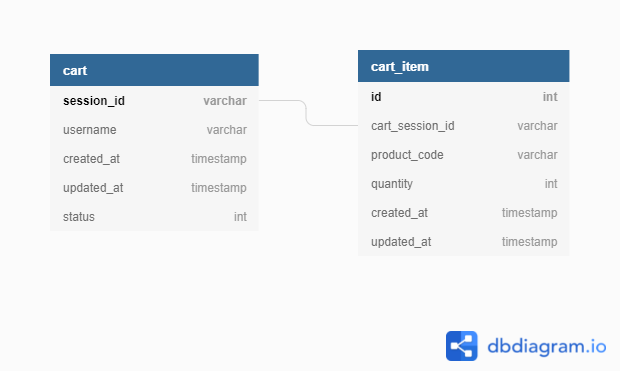 cart
session_id varchar
username varchar
created_at timestamp
updated_at timestamp
status int
cart_item
id int
cart_session_id varchar
product_code varchar
quantity int
created_at timestamp
updated_at timestamp
dbdiagram.io